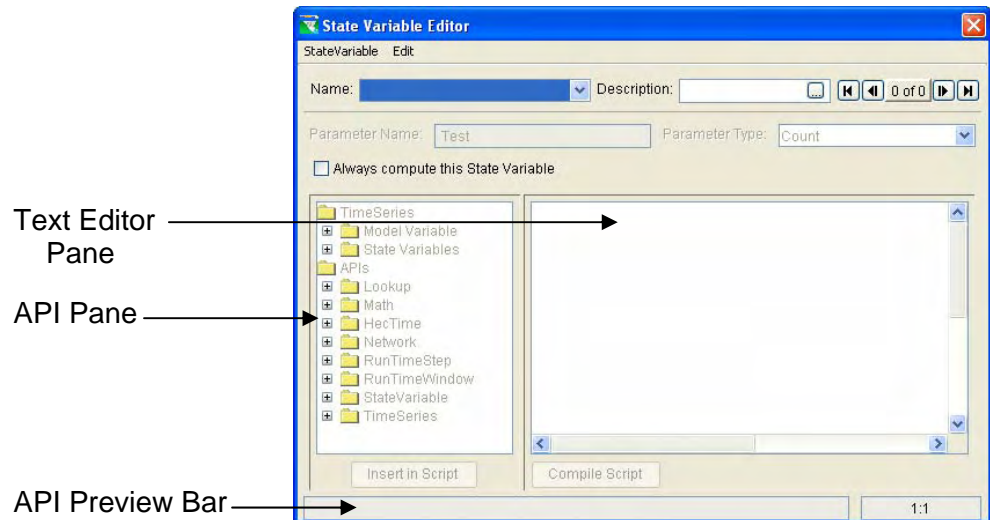 State Variable Editor
StateVariable Edit
Name: Description: ... 0 of 0
Parameter Name: Test Parameter Type: Count
Always compute this State Variable
Text Editor
Pane
API Pane
API Preview Bar
TimeSeries
Model Variable
State Variables
APIs
Lookup
Math
HecTime
Network
RunTimeStep
RunTimeWindow
StateVariable
TimeSeries
Insert in Script Compile Script
1:1